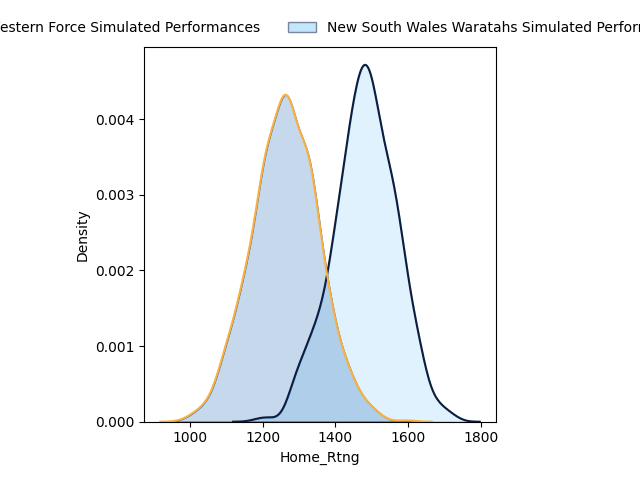 estern Force Simulated Performances
New South Wales Waratahs Simulated Perfor
0.004
0.003
0.002
0.001
0.000
Density
1000 1200 1400 1600 1800
Home_Rtng